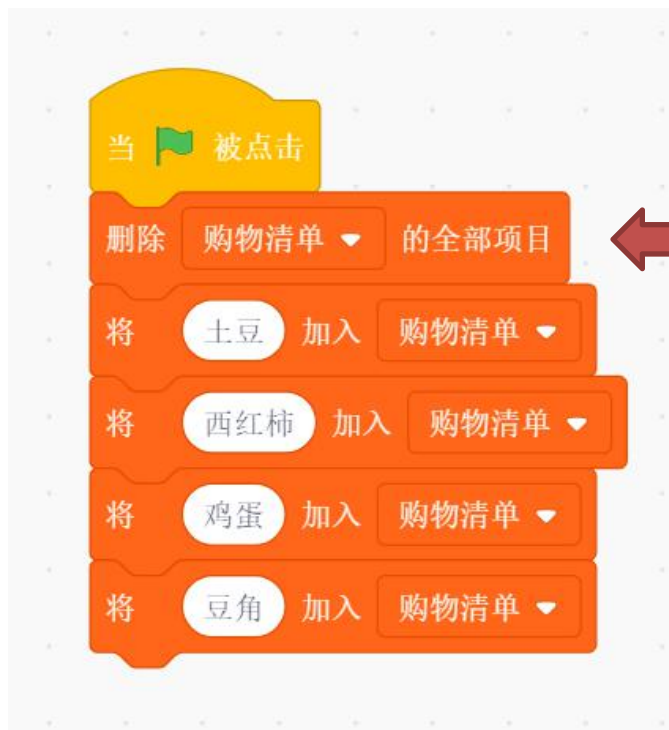 当 被点击
删除 购物清单 的全部项目
将 土豆 加入 购物清单
将 西红柿 加入 购物清单
将 鸡蛋 加入 购物清单
将 豆角 加入 购物清单